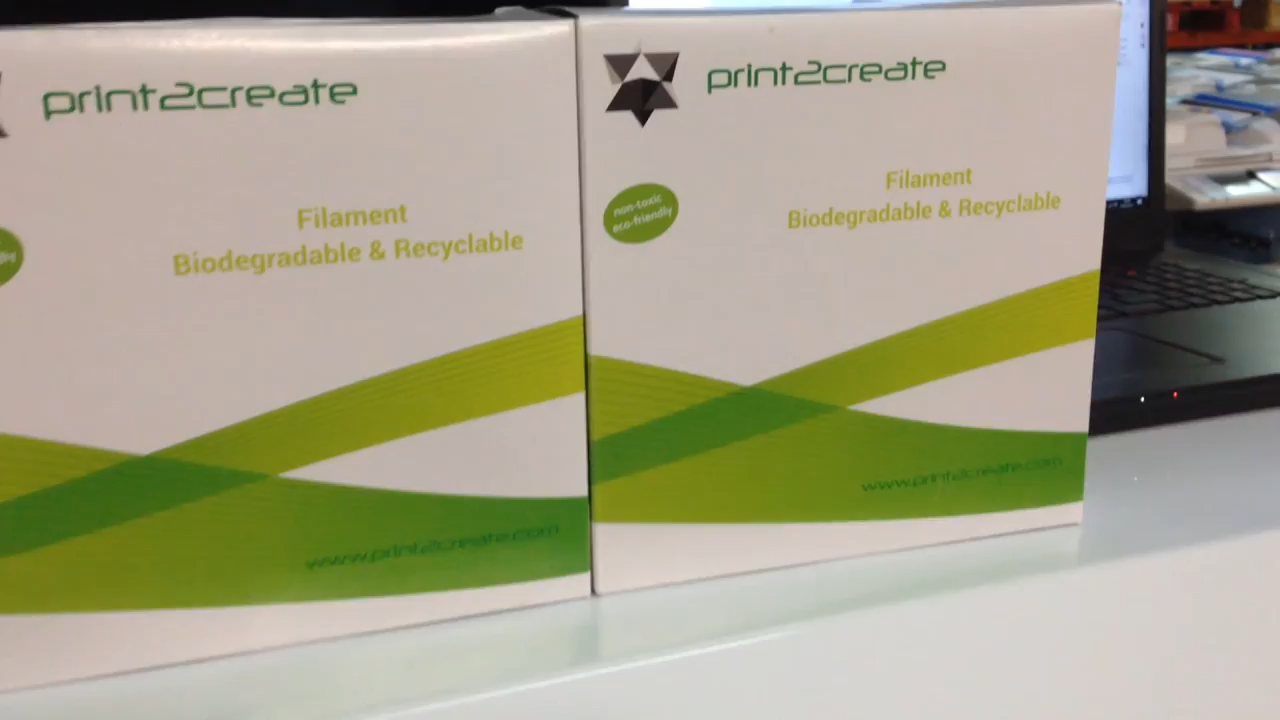 print2create
Filament
Biodegradable & Recyclable
www.print2create.com
print2create
non-toxic
eco-friendly
Filament
Biodegradable & Recyclable
www.print2create.com